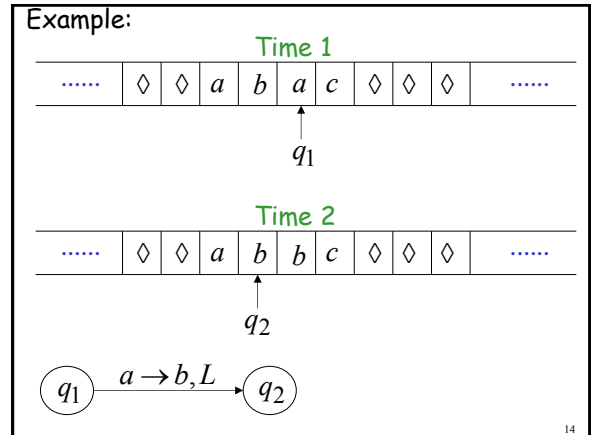 Example:
Time 1
...... ◊ ◊ a b a c ◊ ◊ ◊ ......
q1
Time 2
...... ◊ ◊ a b b c ◊ ◊ ◊ ......
q2
q1 a → b, L q2
14